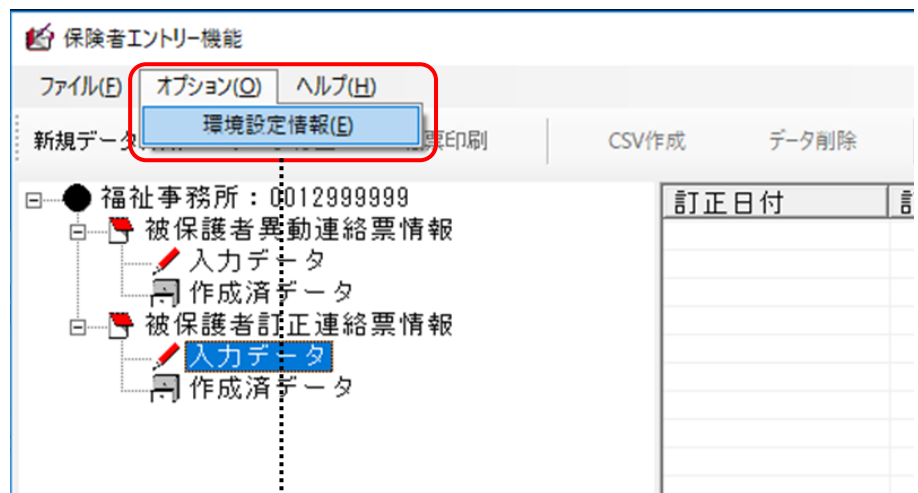 保険者エントリー機能
ファイル(F) オプション(O) ヘルプ(H)
環境設定情報(E)
新規データ 票印刷 CSV作成 データ削除
福祉事務所：0012999999
被保護者異動連絡票情報
入力データ
作成済データ
被保護者訂正連絡票情報
入力データ
作成済データ
訂正日付